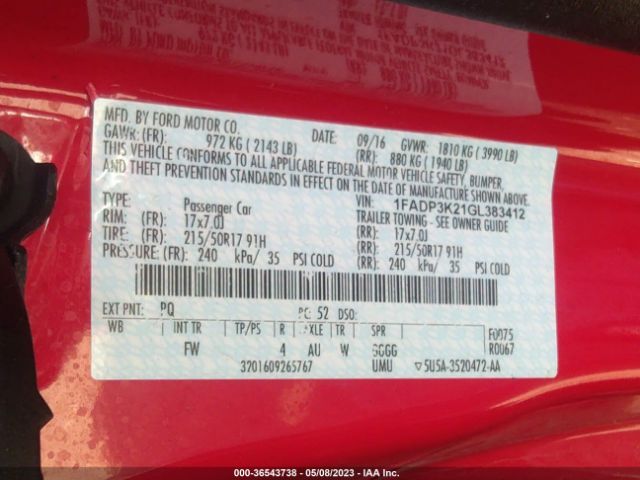 MFD. BY FORD MOTOR CO.
DATE: 09/16 GVWR: 1810 KG ( 3990 LB)
GAWR: (FR): 972 KG ( 2143 LB) (RR): 880 KG ( 1940 LB)
THIS VEHICLE CONFORMS TO ALL APPLICABLE FEDERAL MOTOR VEHICLE SAFETY, BUMPER,
AND THEFT PREVENTION STANDARDS IN EFFECT ON THE DATE OF MANUFACTURE SHOWN ABOVE.
VIN: 1FADP3K21GL383412
TYPE: Passenger Car TRAILER TOWING - SEE OWNER GUIDE
RIM: (FR): 17x7.0J (RR): 17x7.0J
TIRE: (FR): 215/50R17 91H (RR): 215/50R17 91H
PRESSURE: (FR): 240 kPa/ 35 PSI COLD (RR): 240 kPa/ 35 PSI COLD
EXT PNT: PQ RC: 52 DSO:
WB INT TR TP/PS R AXLE TR SPR F0075
FW 4 AU W GGGG R0067
3201609265767 UMU ▽5U5A-3520472-AA
000-36543738 - 05/08/2023 - IAA Inc.